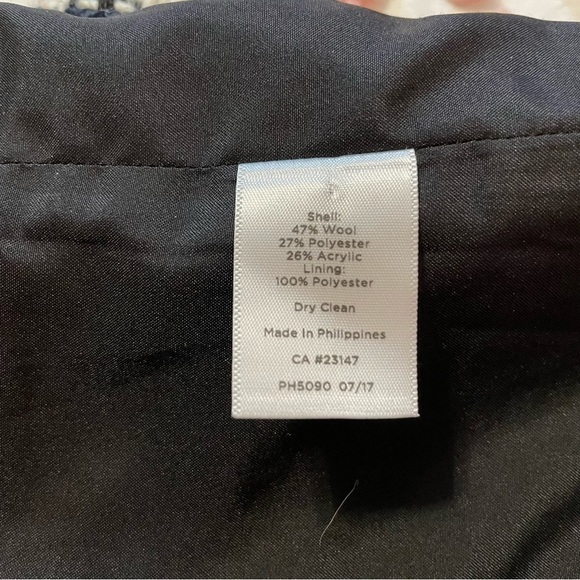 Shell:
47% Wool
27% Polyester
26% Acrylic
Lining:
100% Polyester
Dry Clean
Made In Philippines
CA #23147
PH5090 07/17